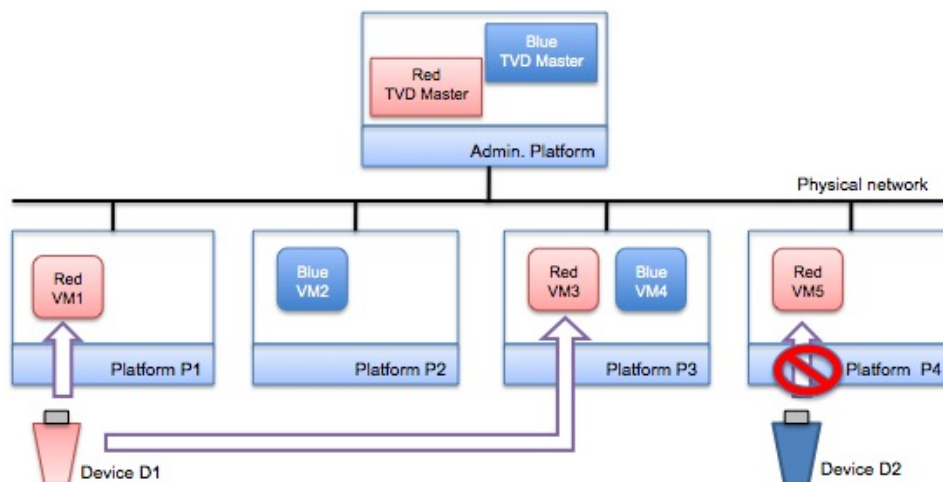 Blue
TVD Master
Red
TVD Master
Admin. Platform
Physical network
Red
VM1
Blue
VM2
Red
VM3
Blue
VM4
Red
VM5
Platform P1
Platform P2
Platform P3
Platform P4
Device D1
Device D2